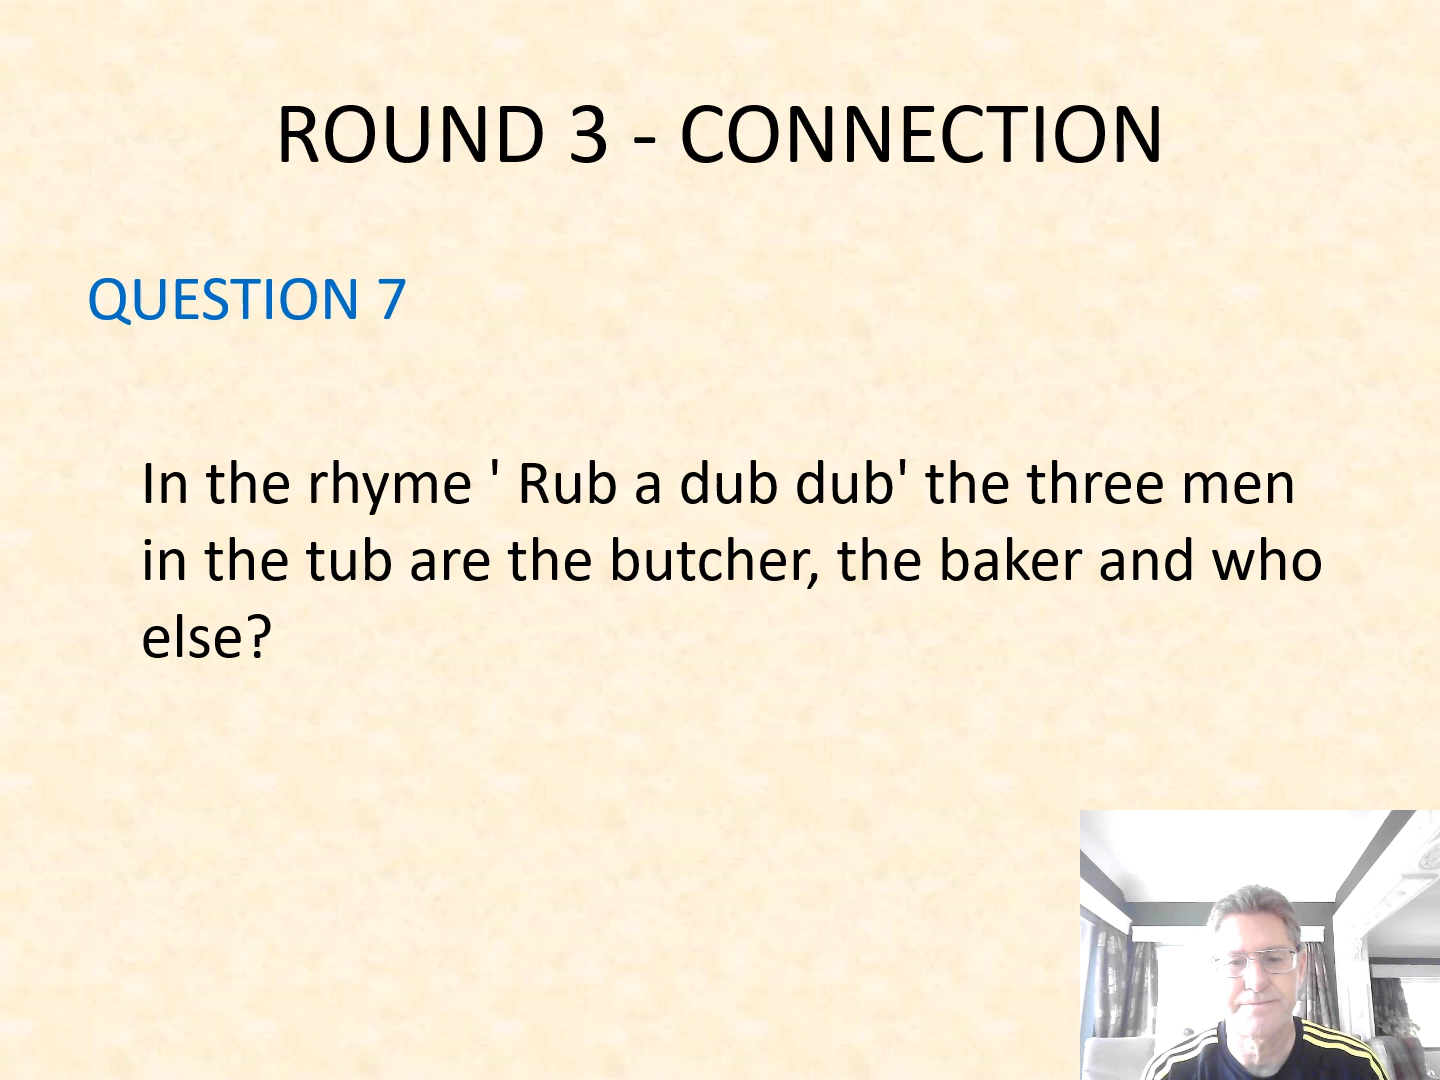 ROUND 3 - CONNECTION
QUESTION 7
In the rhyme ' Rub a dub dub' the three men
in the tub are the butcher, the baker and who
else?